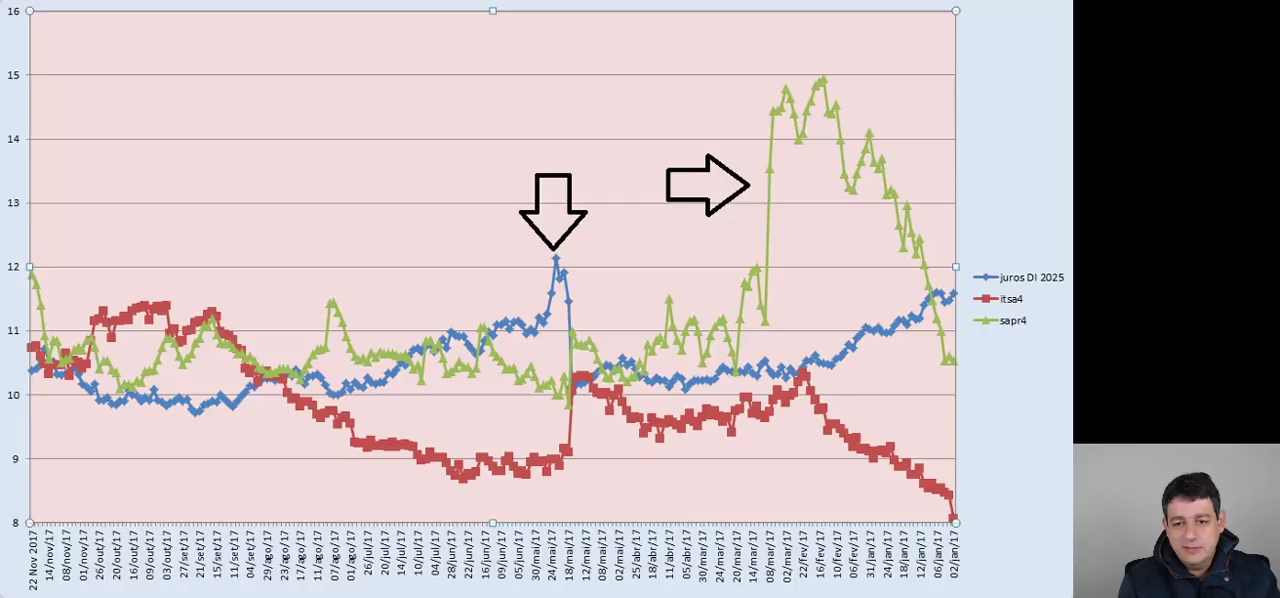 16
15
14
13
12
11
10
9
8
juros DI 2025
itsa4
sapr4
22 Nov 2017
14/nov/17
08/nov/17
01/nov/17
26/out/17
20/out/17
16/out/17
09/out/17
03/out/17
27/set/17
21/set/17
15/set/17
11/set/17
04/set/17
29/ago/17
23/ago/17
17/ago/17
11/ago/17
07/ago/17
01/ago/17
26/jul/17
20/jul/17
14/jul/17
10/jul/17
04/jul/17
28/jun/17
22/jun/17
16/jun/17
09/jun/17
05/jun/17
30/mai/17
24/mai/17
18/mai/17
12/mai/17
08/mai/17
02/mai/17
25/abr/17
18/abr/17
11/abr/17
05/abr/17
30/mar/17
24/mar/17
20/mar/17
14/mar/17
08/mar/17
02/mar/17
22/fev/17
16/fev/17
10/fev/17
06/fev/17
31/jan/17
24/jan/17
18/jan/17
12/jan/17
06/jan/17
02/jan/17